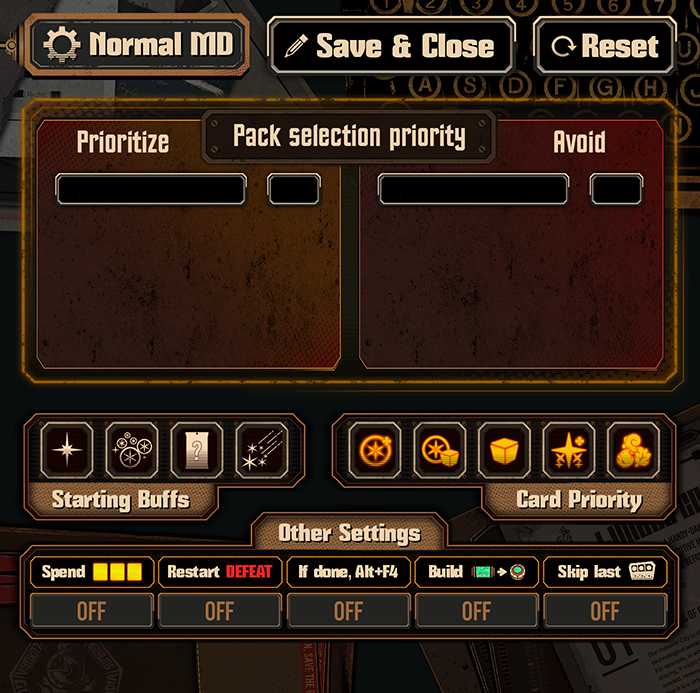 Normal MD
Save & Close
Reset
Pack selection priority
Prioritize
Avoid
Starting Buffs
Card Priority
Other Settings
Spend
Restart DEFEAT
If done, Alt+F4
Build
Skip last
OFF
OFF
OFF
OFF
OFF